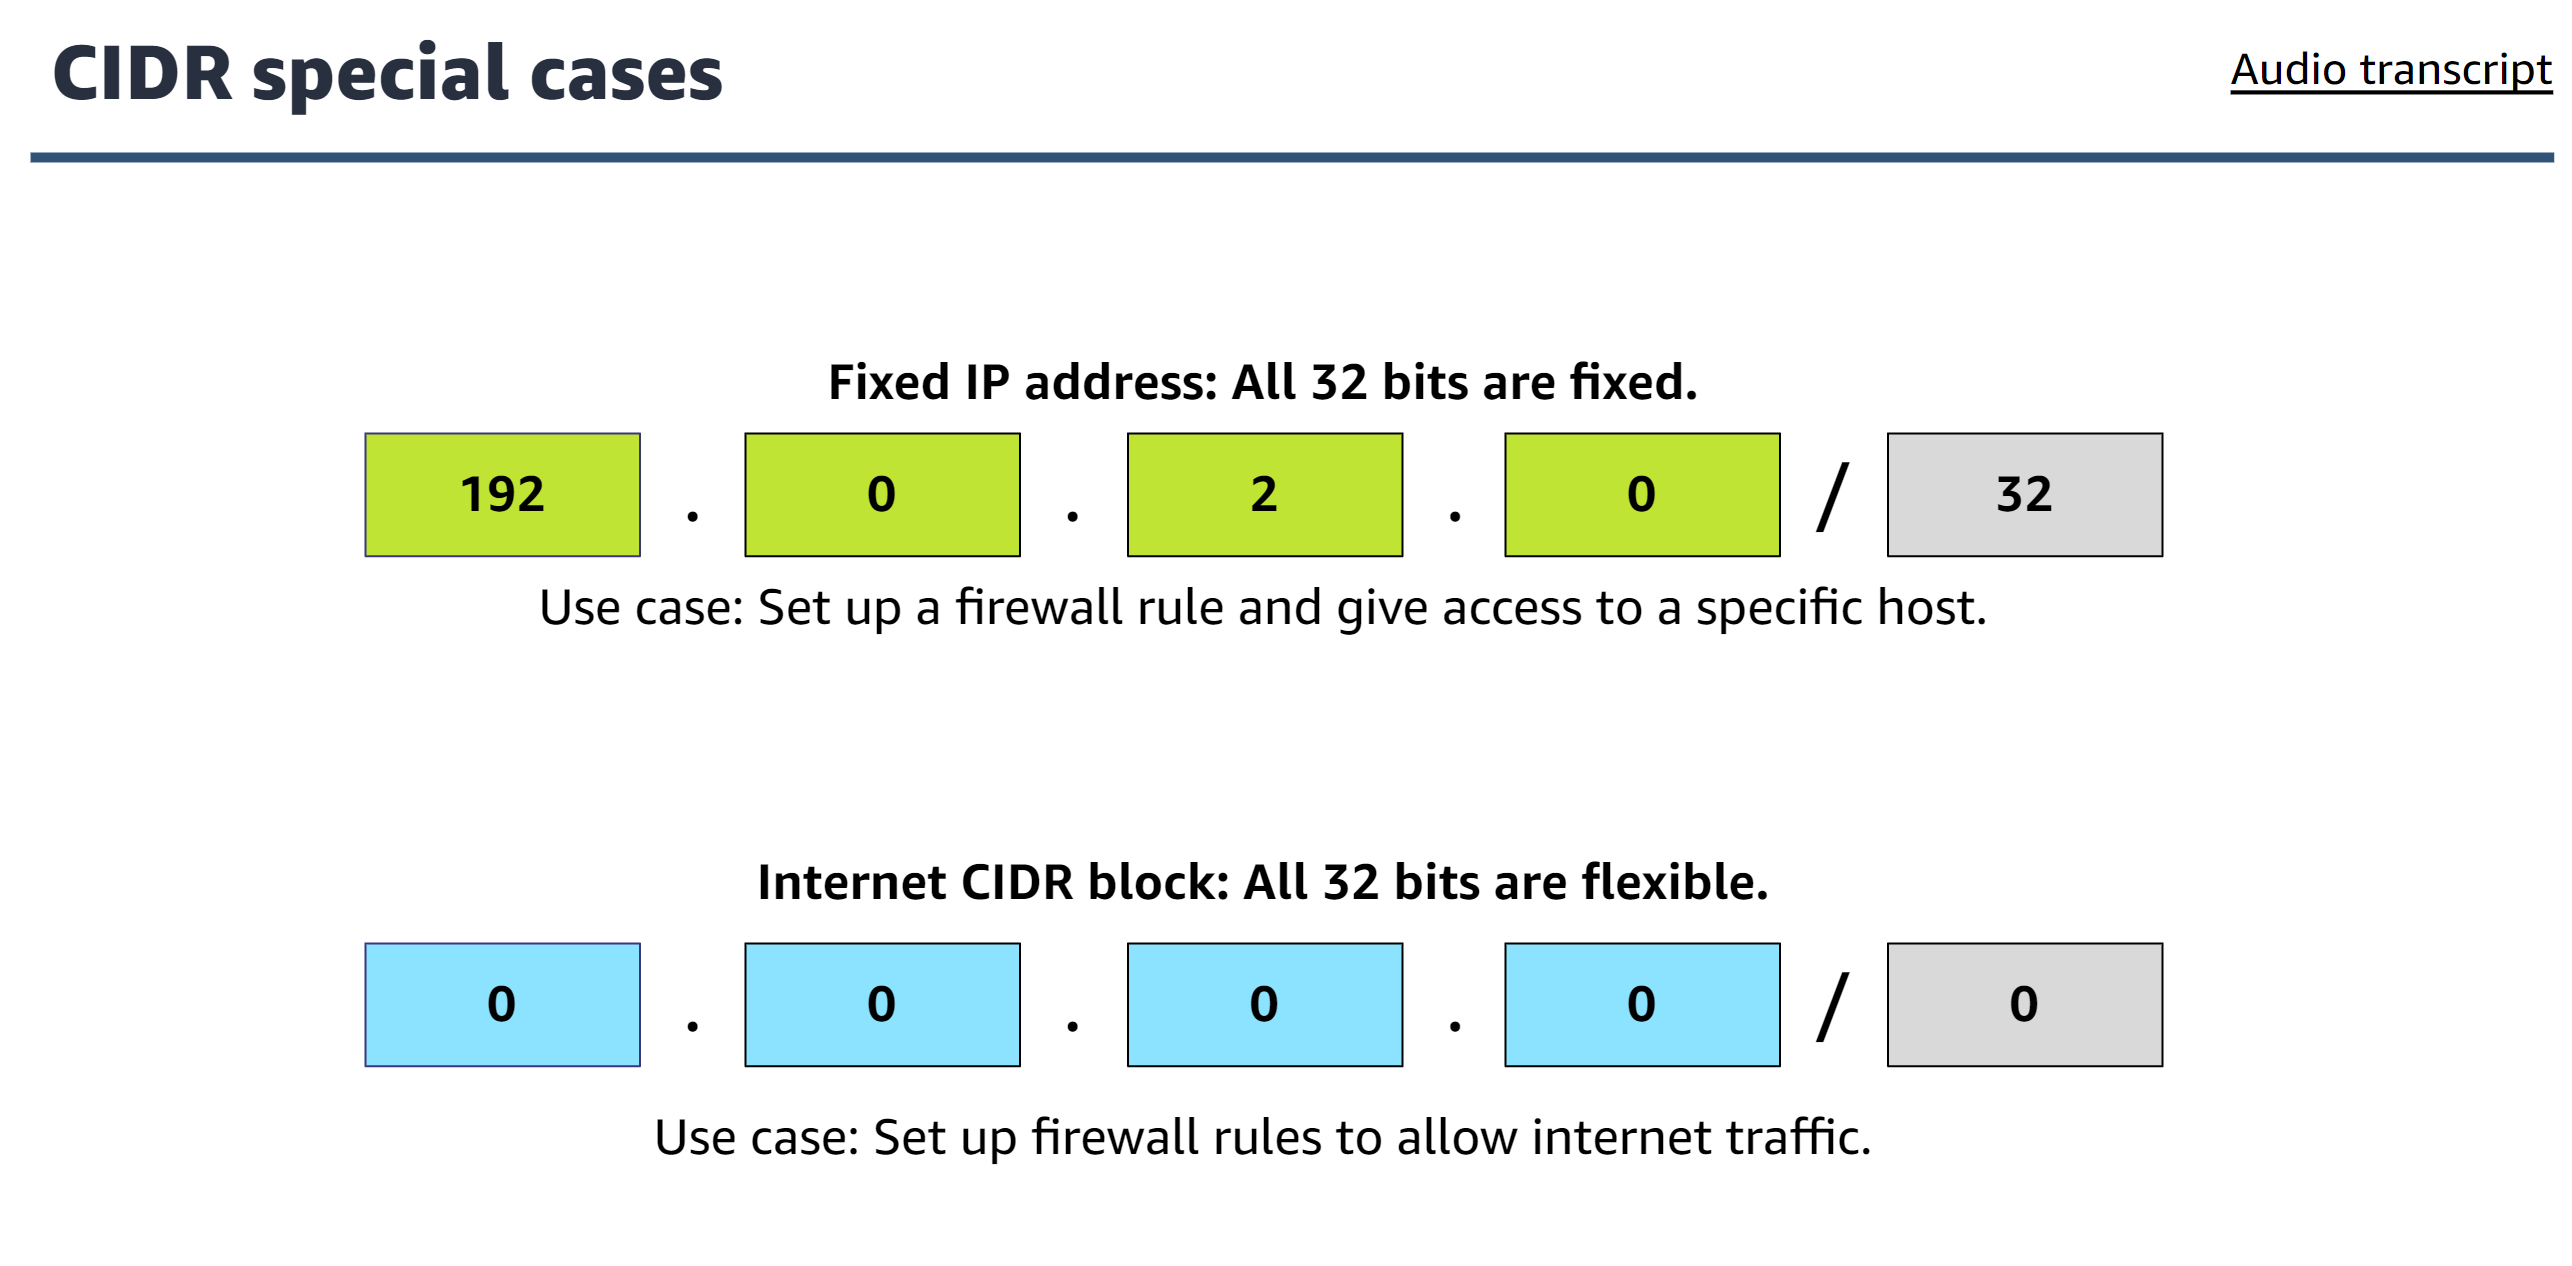 CIDR special cases
Audio transcript
Fixed IP address: All 32 bits are fixed.
192 . 0 . 2 . 0 / 32
Use case: Set up a firewall rule and give access to a specific host.
Internet CIDR block: All 32 bits are flexible.
0 . 0 . 0 . 0 / 0
Use case: Set up firewall rules to allow internet traffic.